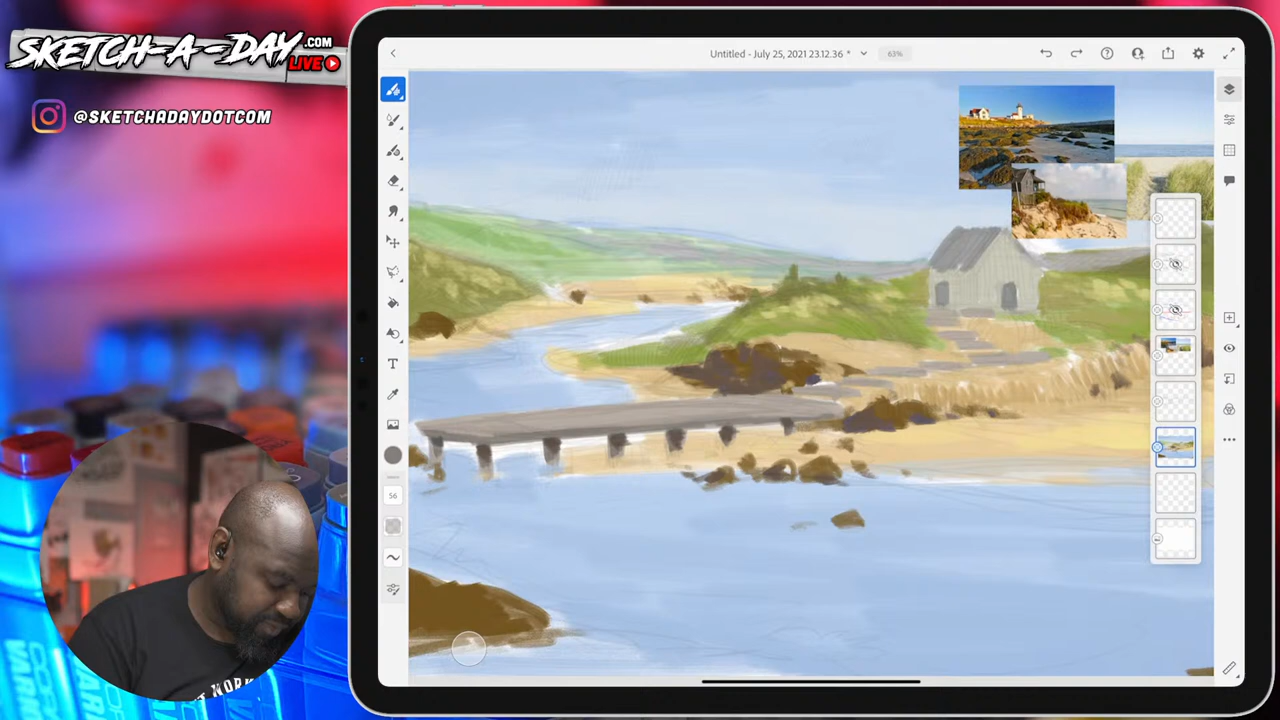 SKETCH-A-DAY.COM
LIVE
@SKETCHADAYDOTCOM
Untitled - July 25, 2021 23.12.36 *
63%
T
56